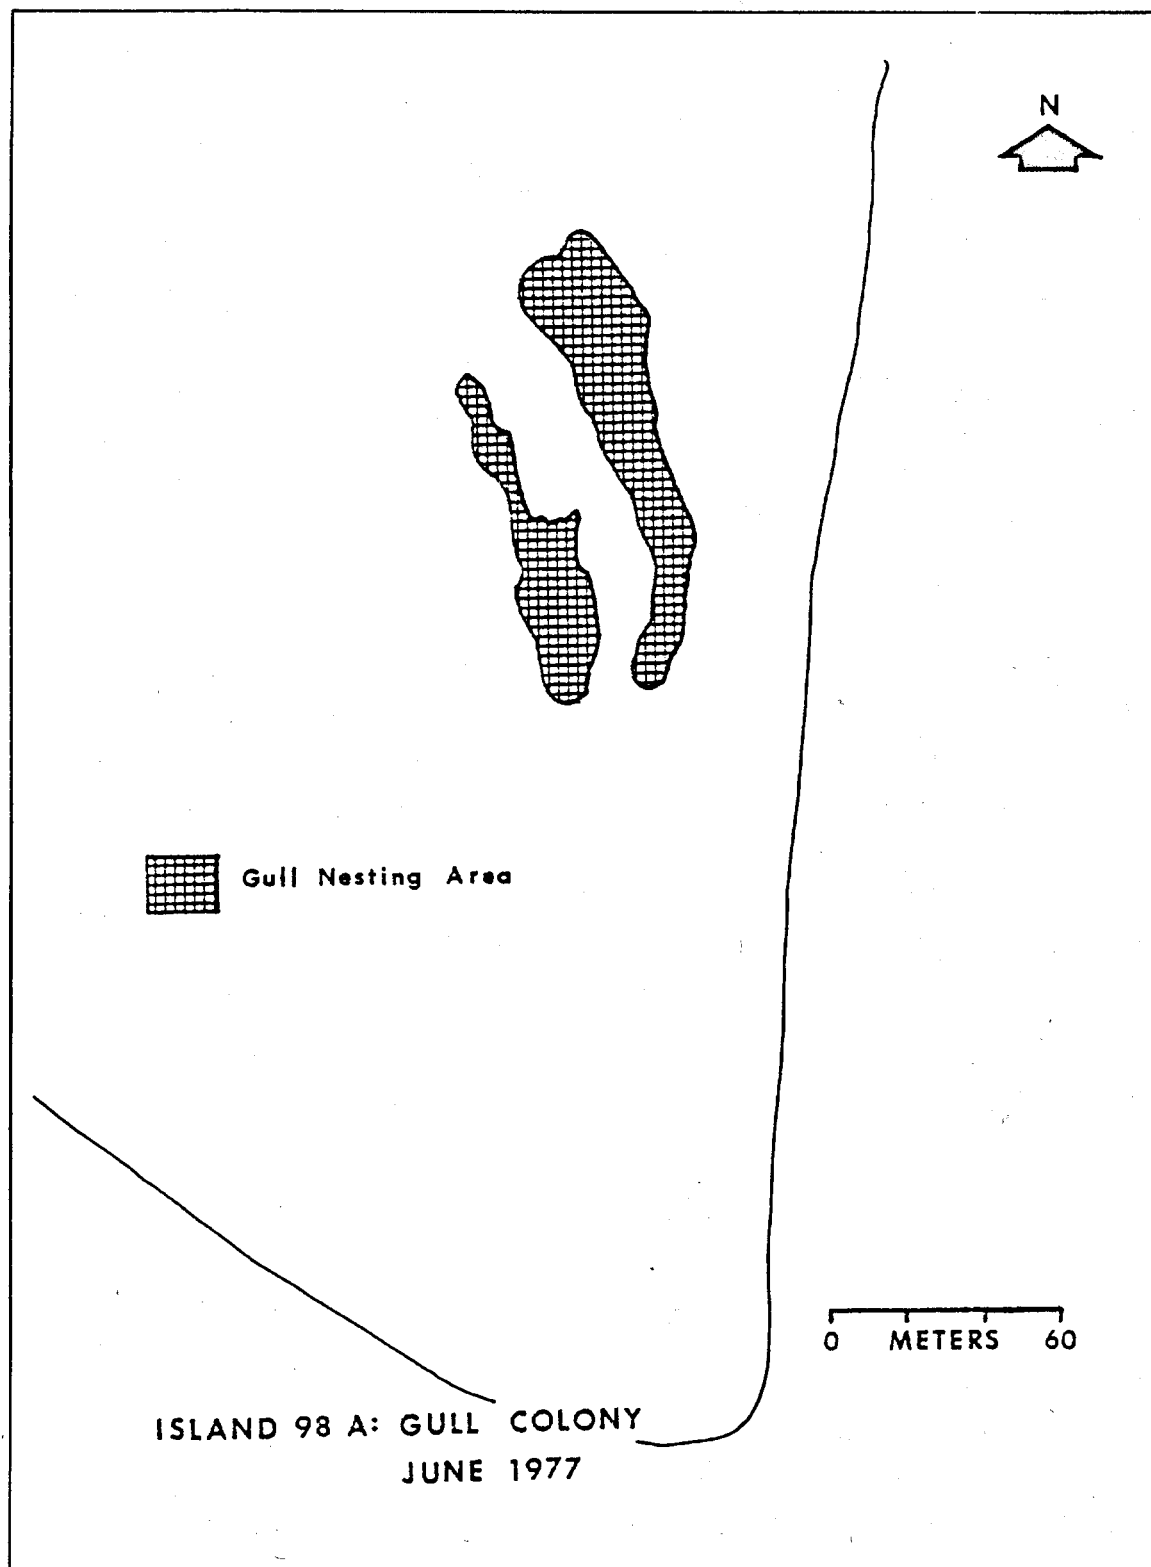 N
Gull Nesting Area
0 METERS 60
ISLAND 98 A: GULL COLONY
JUNE 1977